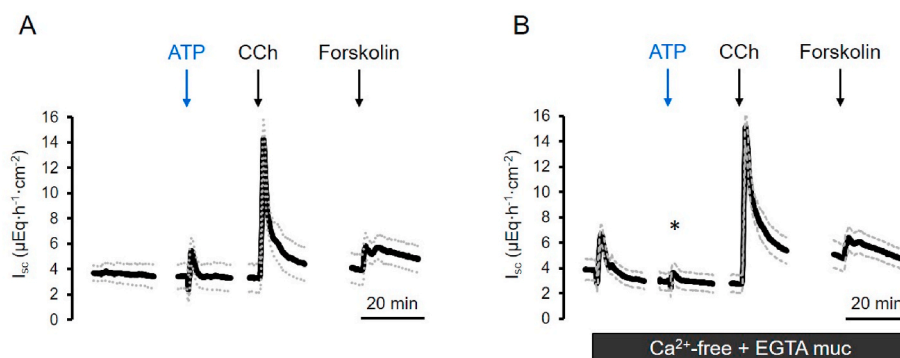 A
ATP CCh Forskolin
16
14
12
10
8
6
4
2
0
I_sc (µEq·h⁻¹·cm⁻²)
20 min
B
ATP CCh Forskolin
16
14
12
10
8
6
4
2
0
I_sc (µEq·h⁻¹·cm⁻²)
*
20 min
Ca²⁺-free + EGTA muc